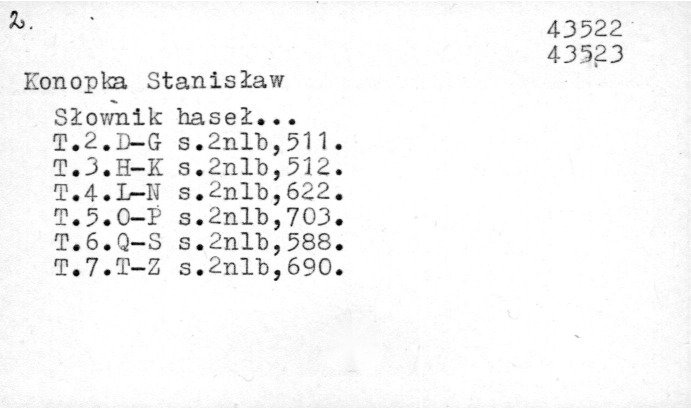 2.
43522
43523
Konopka Stanisław
Słownik haseł...
T.2.D-G s.2nlb,511.
T.3.H-K s.2nlb,512.
T.4.L-N s.2nlb,622.
T.5.O-P s.2nlb,703.
T.6.Q-S s.2nlb,588.
T.7.T-Z s.2nlb,690.